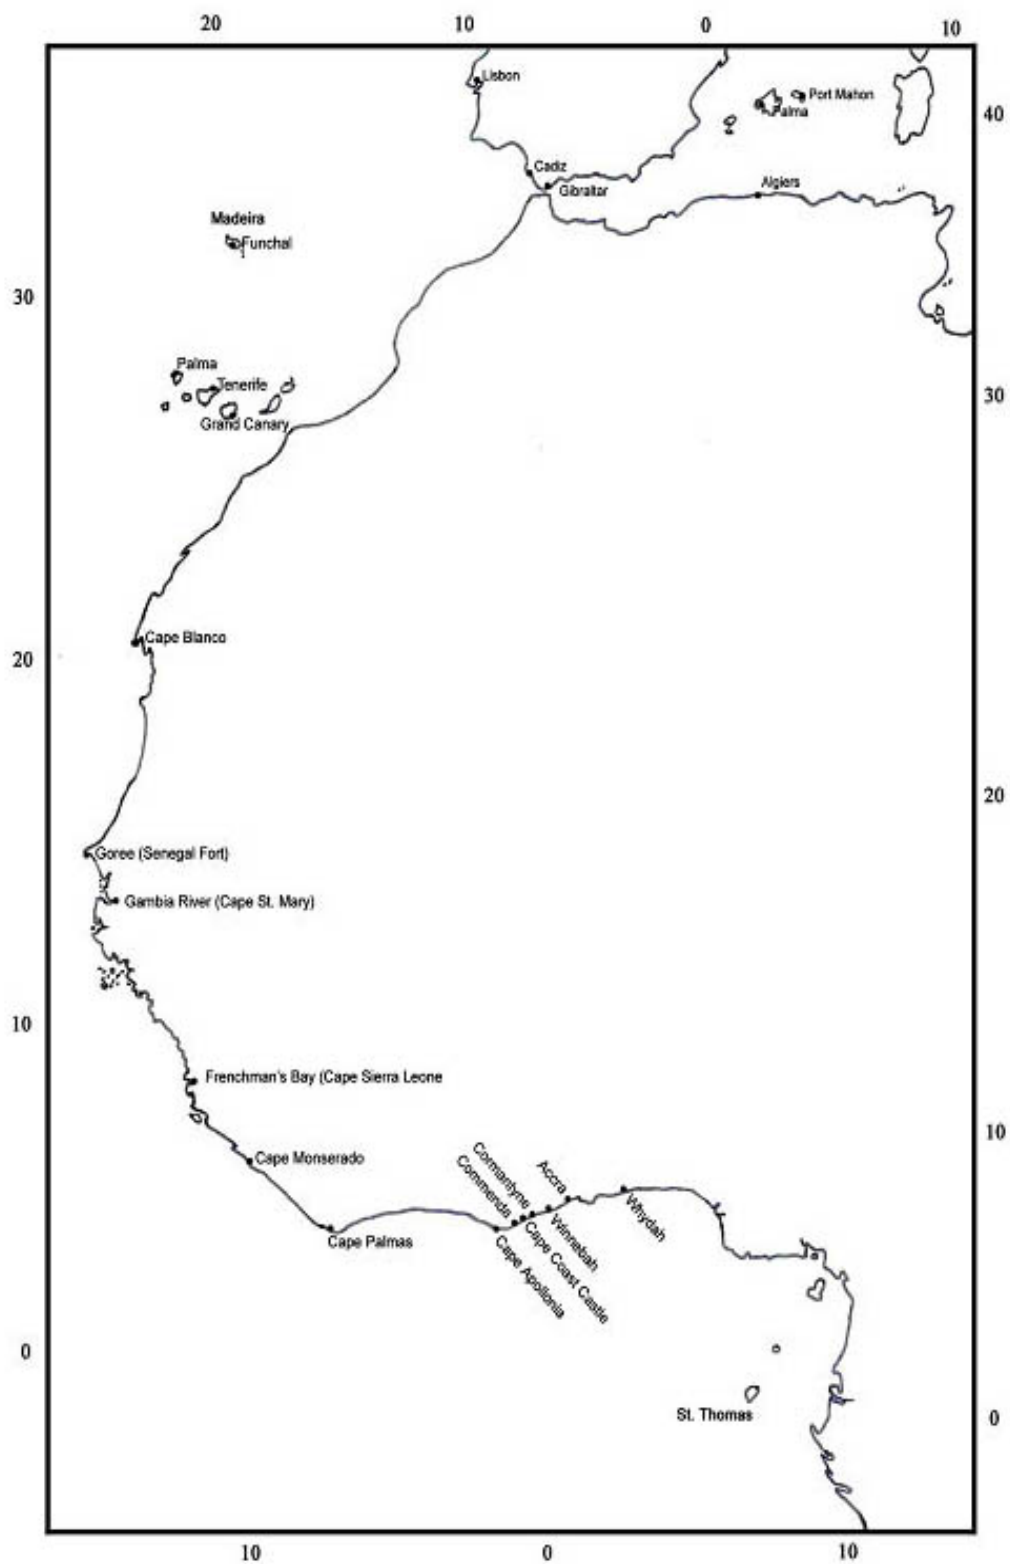 20 10 0 10
Lisbon
Port Mahon
Palma
40
Cadiz
Gibraltar
Algiers
Madeira
Funchal
30
Palma
Tenerife
Grand Canary
30
Cape Blanco
20
20
Goree (Senegal Fort)
Gambia River (Cape St. Mary)
10
Frenchman's Bay (Cape Sierra Leone
10
Cape Monserado
Cormantyne
Commenda
Accra
Whydah
Winnebah
Cape Coast Castle
Cape Apollonia
Cape Palmas
0
St. Thomas
0
10 0 10